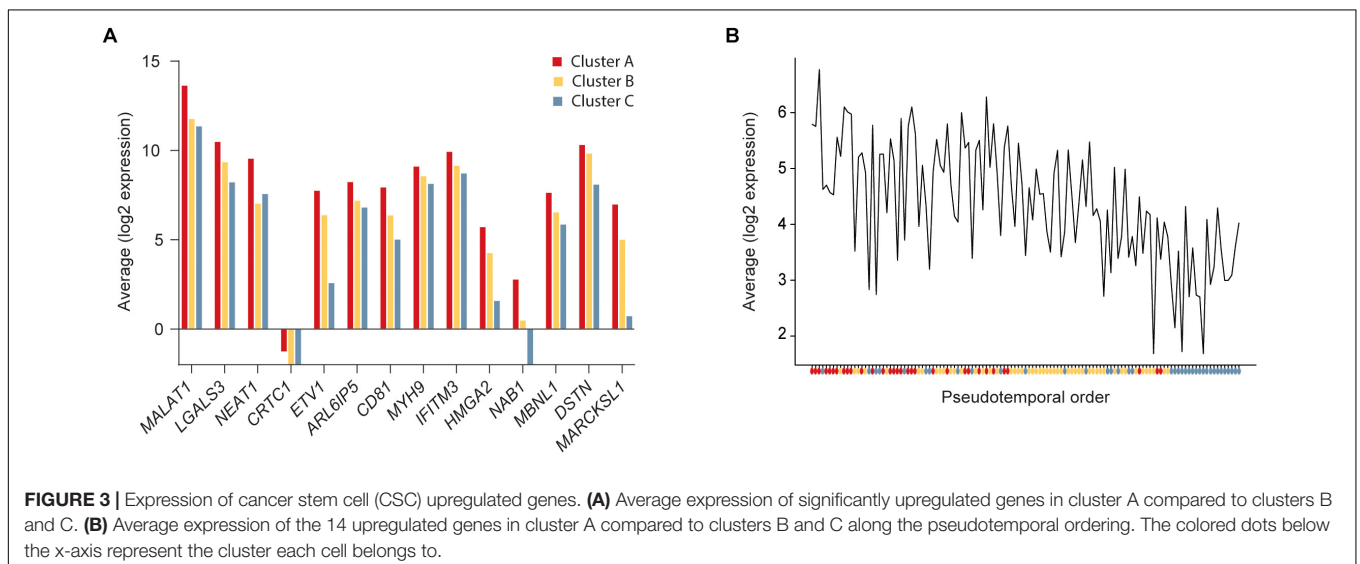 A
Average (log2 expression)
15
10
5
0
Cluster A
Cluster B
Cluster C
MALAT1
LGALS3
NEAT1
CRTC1
ETV1
ARL6IP5
CD81
MYH9
IFITM3
HMGA2
NAB1
MBNL1
DSTN
MARCKSL1
B
Average (log2 expression)
6
5
4
3
2
Pseudotemporal order
FIGURE 3 | Expression of cancer stem cell (CSC) upregulated genes. (A) Average expression of significantly upregulated genes in cluster A compared to clusters B
and C. (B) Average expression of the 14 upregulated genes in cluster A compared to clusters B and C along the pseudotemporal ordering. The colored dots below
the x-axis represent the cluster each cell belongs to.